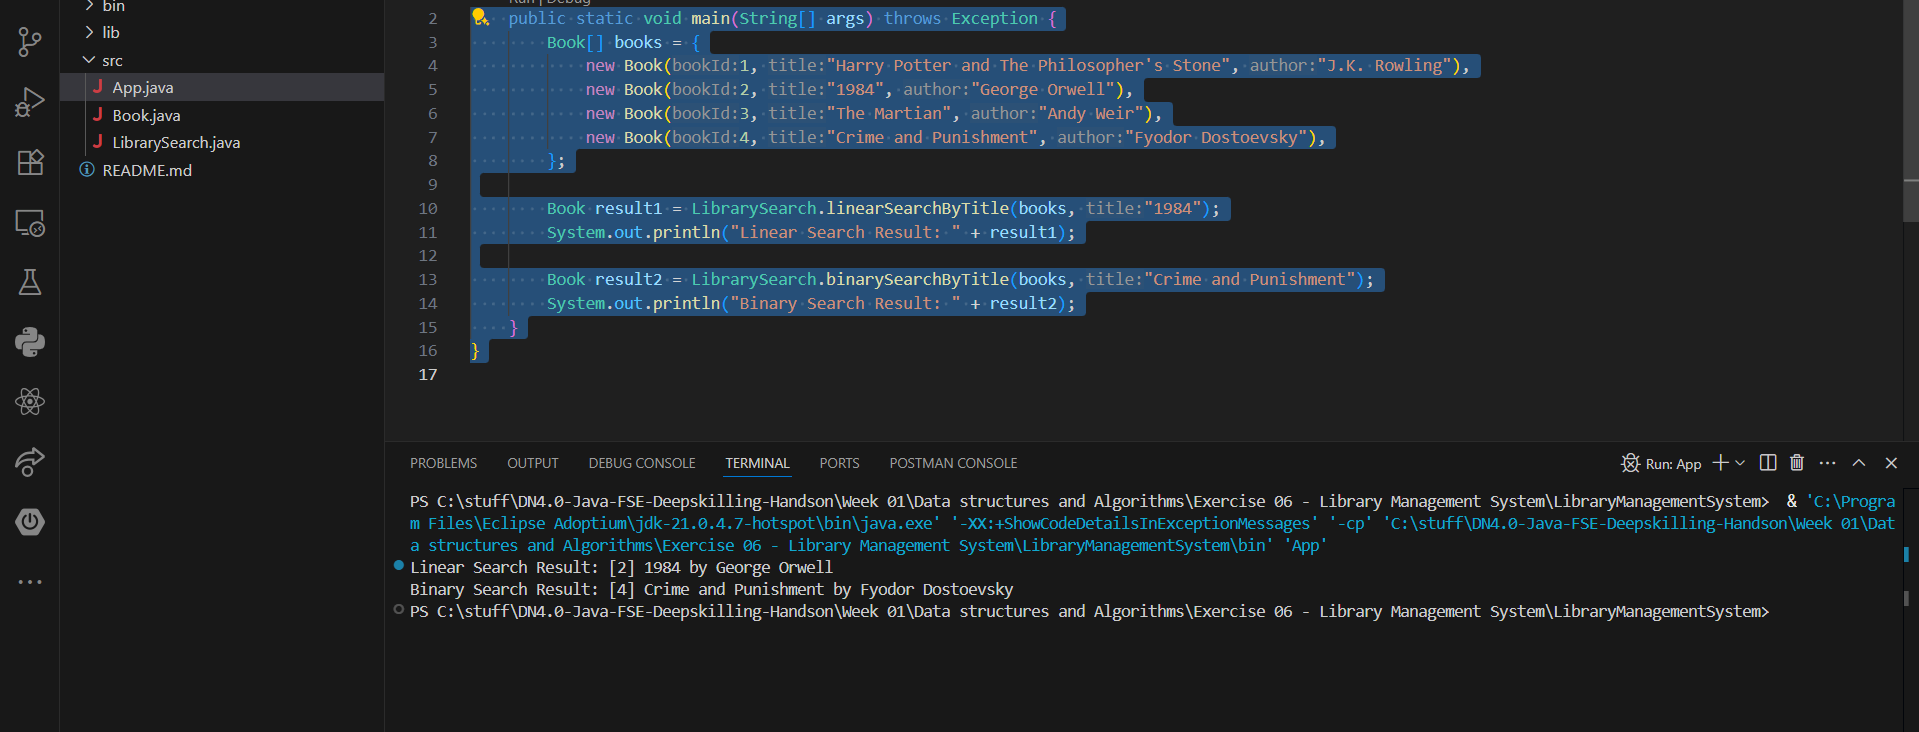 bin
lib
src
App.java
Book.java
LibrarySearch.java
README.md
Run | Debug
2 public static void main(String[] args) throws Exception {
3 Book[] books = {
4 new Book(bookId:1, title:"Harry Potter and The Philosopher's Stone", author:"J.K. Rowling"),
5 new Book(bookId:2, title:"1984", author:"George Orwell"),
6 new Book(bookId:3, title:"The Martian", author:"Andy Weir"),
7 new Book(bookId:4, title:"Crime and Punishment", author:"Fyodor Dostoevsky"),
8 };
9
10 Book result1 = LibrarySearch.linearSearchByTitle(books, title:"1984");
11 System.out.println("Linear Search Result: " + result1);
12
13 Book result2 = LibrarySearch.binarySearchByTitle(books, title:"Crime and Punishment");
14 System.out.println("Binary Search Result: " + result2);
15 }
16 }
17
PROBLEMS OUTPUT DEBUG CONSOLE TERMINAL PORTS POSTMAN CONSOLE Run: App
PS C:\stuff\DN4.0-Java-FSE-Deepskilling-Handson\Week 01\Data structures and Algorithms\Exercise 06 - Library Management System\LibraryManagementSystem> & 'C:\Progra
m Files\Eclipse Adoptium\jdk-21.0.4.7-hotspot\bin\java.exe' '-XX:+ShowCodeDetailsInExceptionMessages' '-cp' 'C:\stuff\DN4.0-Java-FSE-Deepskilling-Handson\Week 01\Dat
a structures and Algorithms\Exercise 06 - Library Management System\LibraryManagementSystem\bin' 'App'
Linear Search Result: [2] 1984 by George Orwell
Binary Search Result: [4] Crime and Punishment by Fyodor Dostoevsky
PS C:\stuff\DN4.0-Java-FSE-Deepskilling-Handson\Week 01\Data structures and Algorithms\Exercise 06 - Library Management System\LibraryManagementSystem>